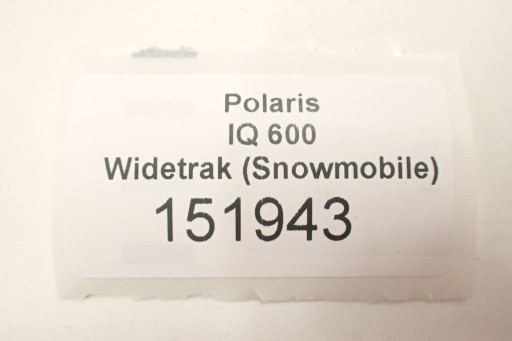 Polaris
IQ 600
Widetrak (Snowmobile)
151943